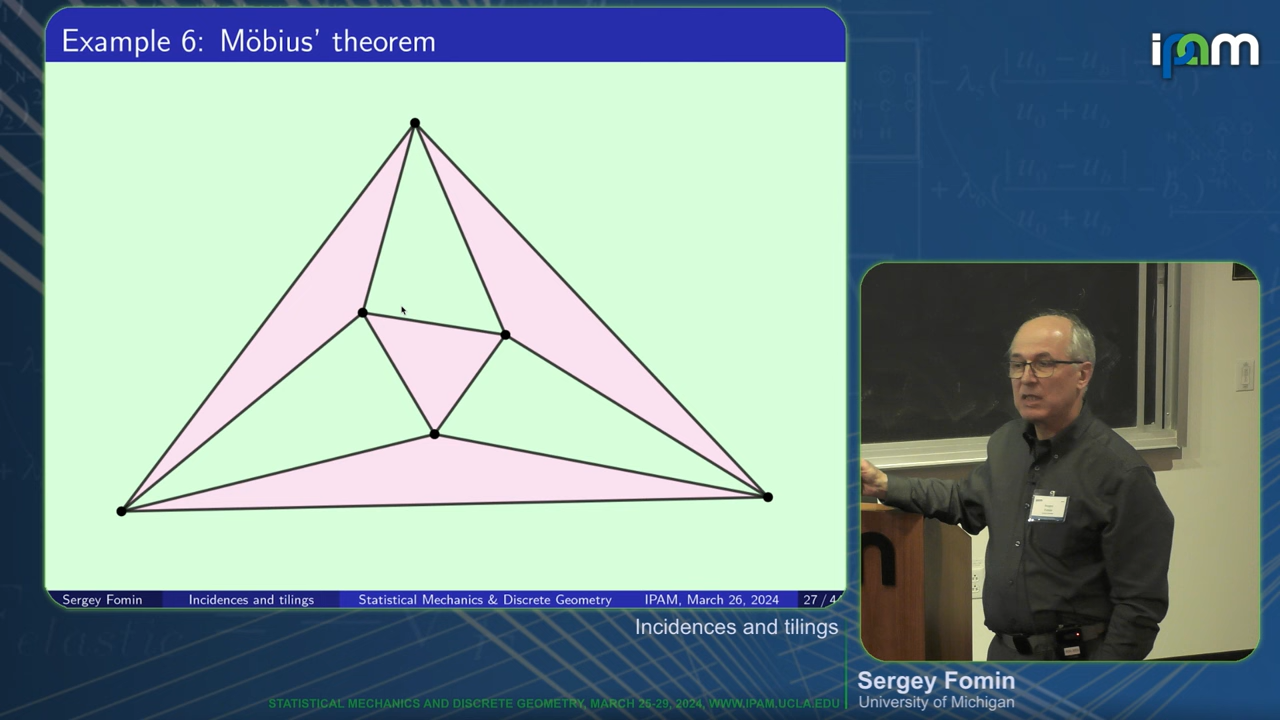 Example 6: Möbius' theorem
ipam
Sergey Fomin Incidences and tilings Statistical Mechanics & Discrete Geometry IPAM, March 26, 2024 27 / 4
Incidences and tilings
Sergey Fomin
University of Michigan
STATISTICAL MECHANICS AND DISCRETE GEOMETRY, MARCH 25-29, 2024, WWW.IPAM.UCLA.EDU
elastic